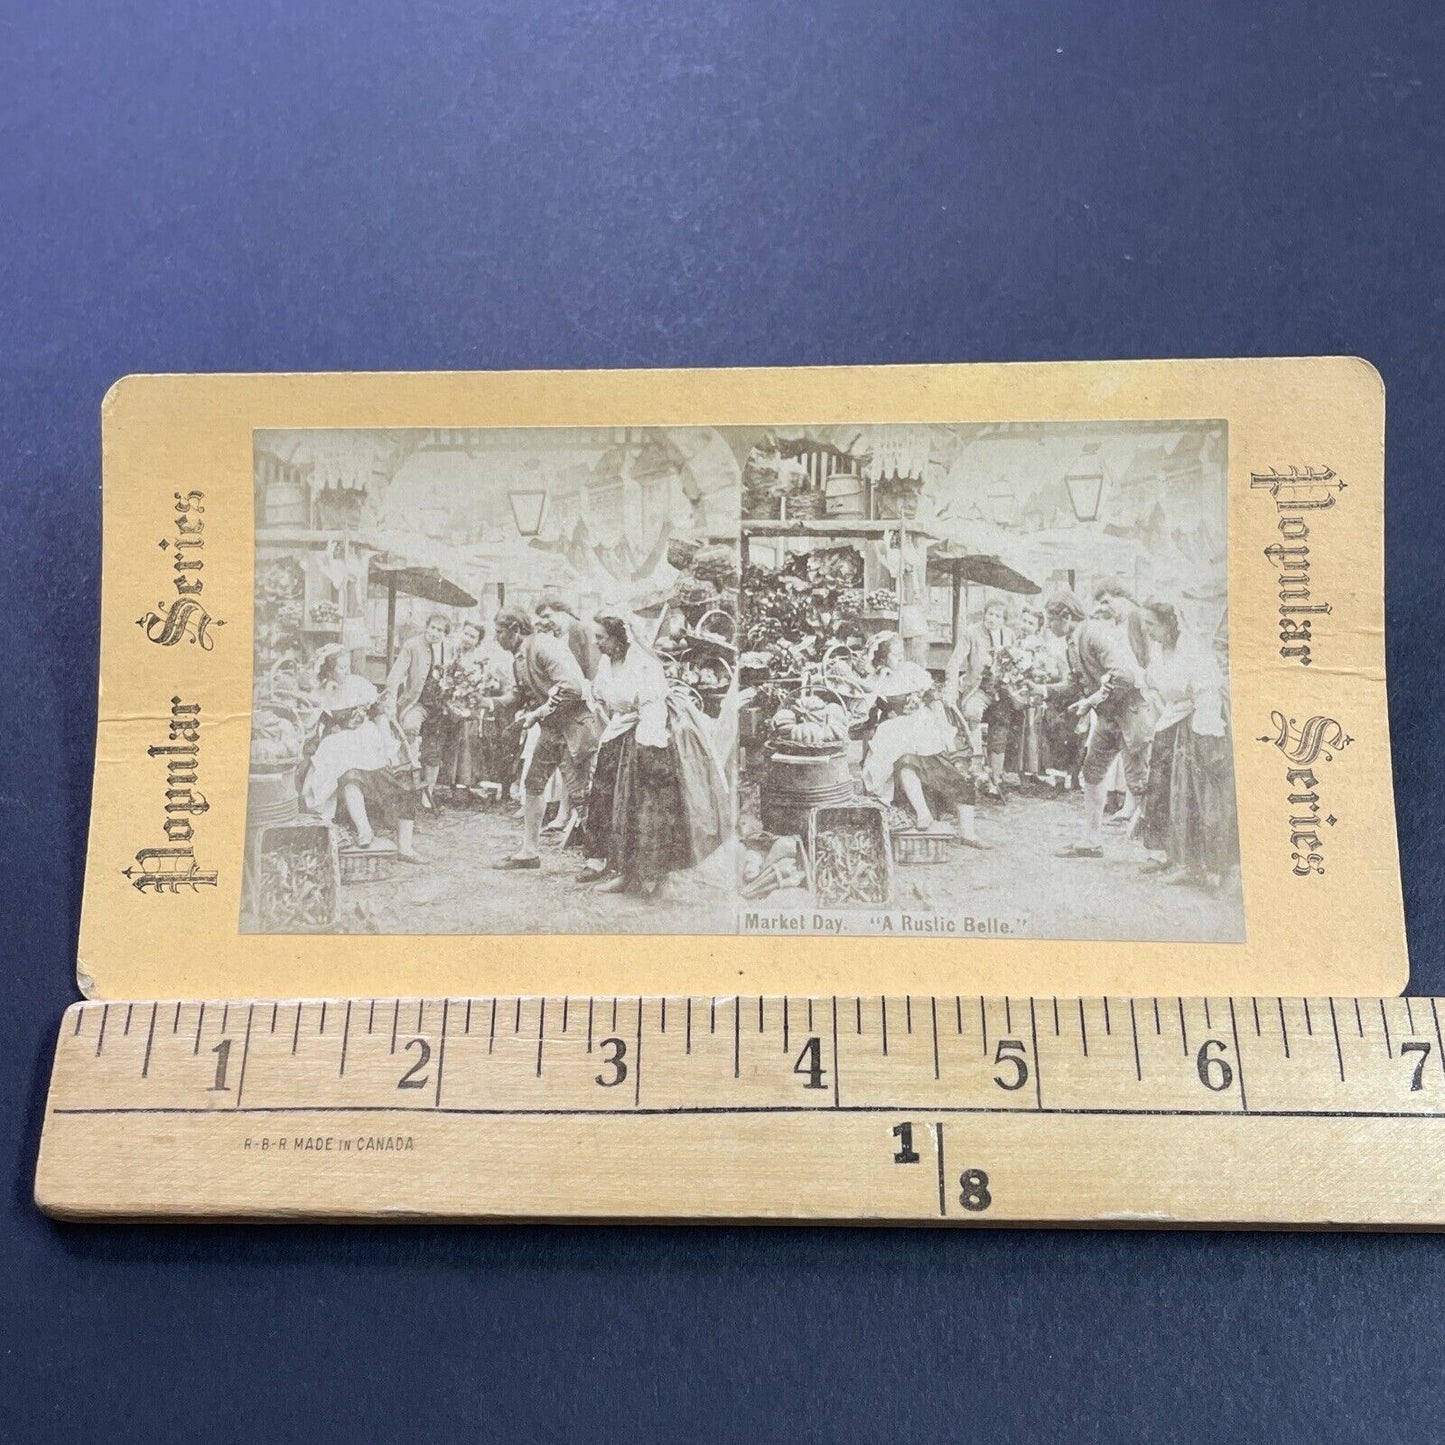 Popular Series
Market Day. "A Rustic Belle."
Popular Series
1 2 3 4 5 6 7
R-B-R MADE IN CANADA
1
8